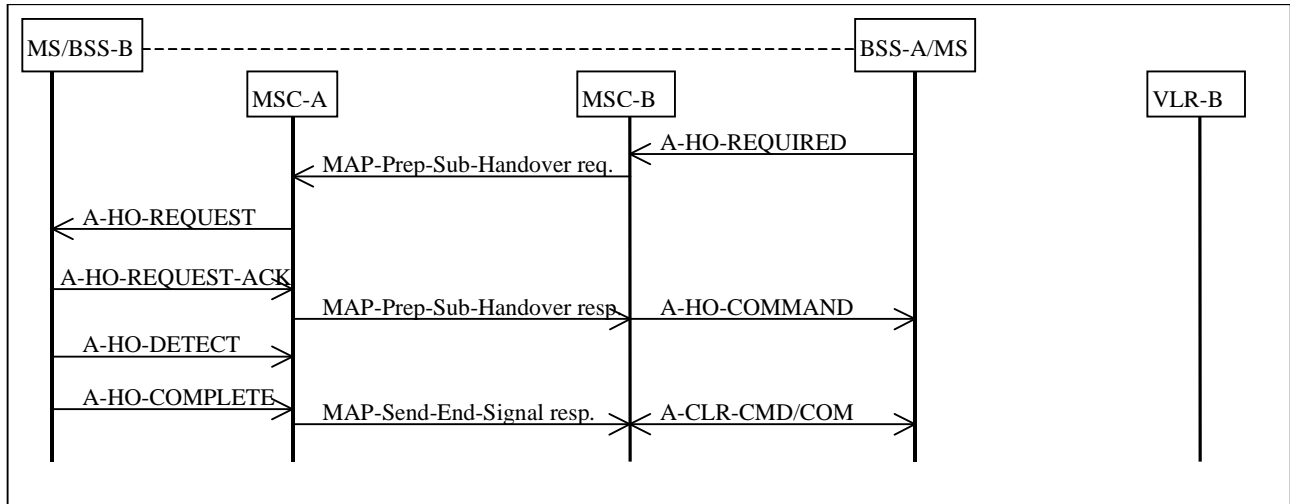 MS/BSS-B
BSS-A/MS
MSC-A
MSC-B
VLR-B
A-HO-REQUIRED
MAP-Prep-Sub-Handover req.
A-HO-REQUEST
A-HO-REQUEST-ACK
MAP-Prep-Sub-Handover resp.
A-HO-COMMAND
A-HO-DETECT
A-HO-COMPLETE
MAP-Send-End-Signal resp.
A-CLR-CMD/COM